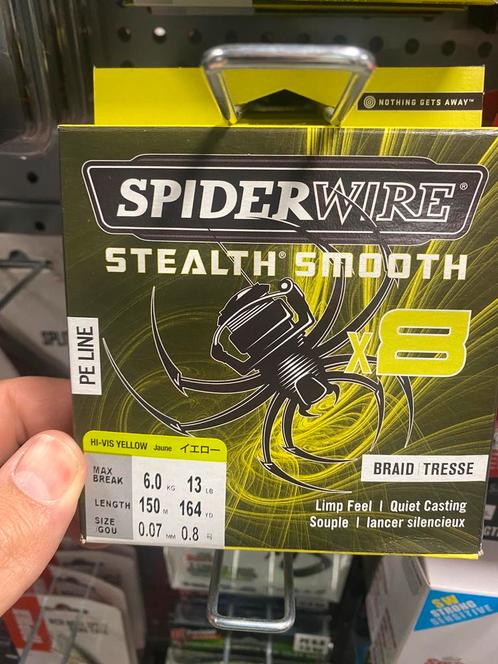 NOTHING GETS AWAY™
SPIDERWIRE®
STEALTH® SMOOTH
x8
PE LINE
HI-VIS YELLOW Jaune イエロー
MAX BREAK 6.0 KG 13 LB
LENGTH 150 M 164 YD
SIZE GOU 0.07 MM 0.8 号
BRAID | TRESSE
Limp Feel | Quiet Casting
Souple | lancer silencieux
SPLIT
SW
STRONG
SENSITIVE